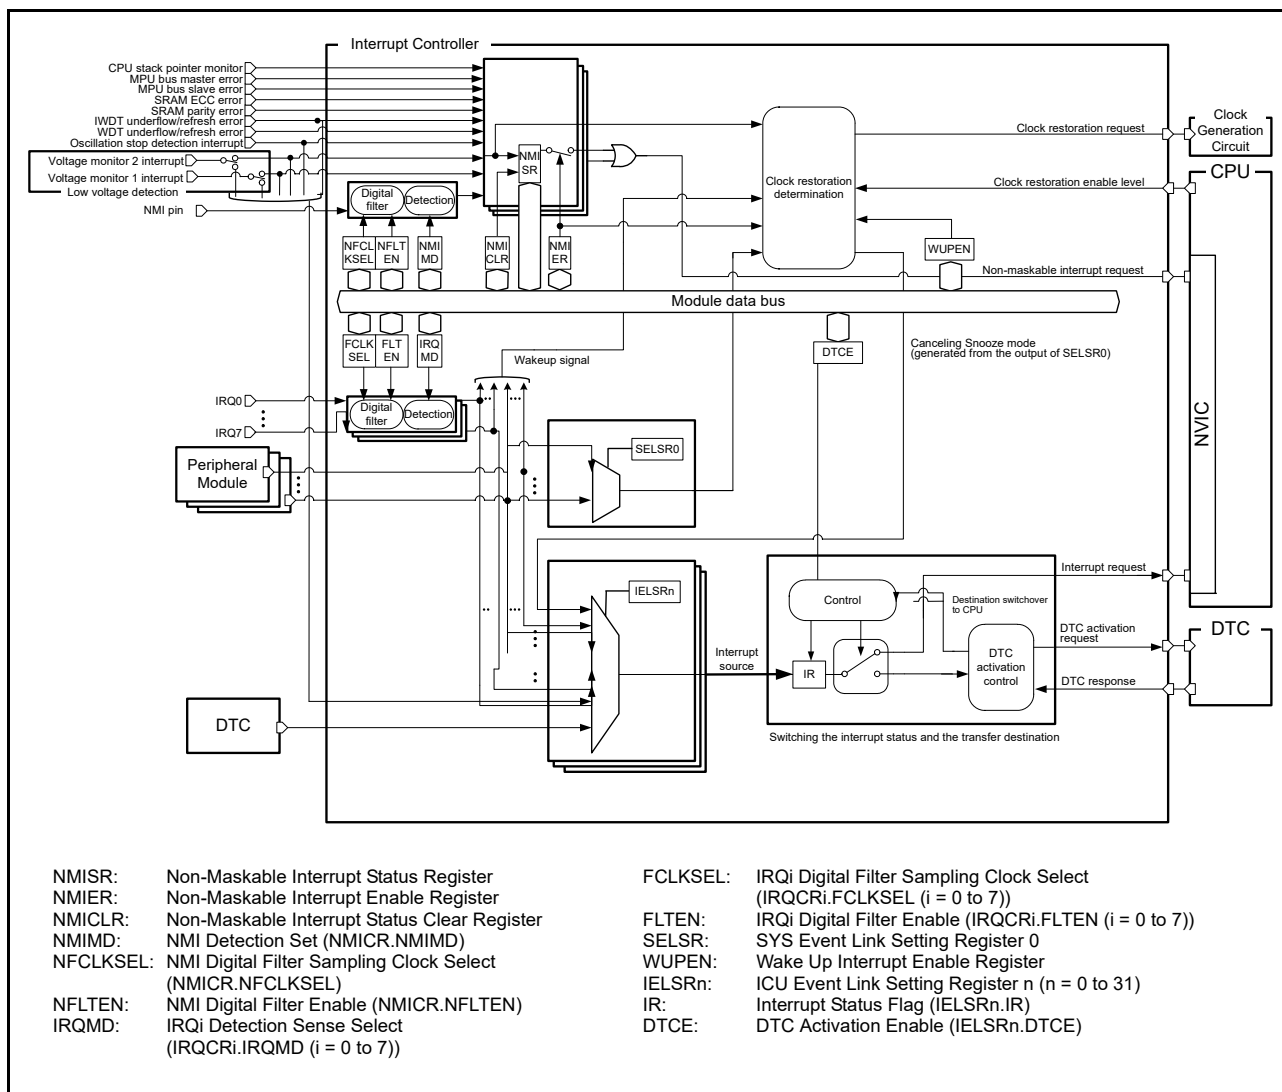 Interrupt Controller
CPU stack pointer monitor
MPU bus master error
MPU bus slave error
SRAM ECC error
SRAM parity error
IWDT underflow/refresh error
WDT underflow/refresh error
Oscillation stop detection interrupt
Voltage monitor 2 interrupt
Voltage monitor 1 interrupt
Low voltage detection
NMI pin
Digital
filter
Detection
NMI
SR
Clock restoration
determination
Clock restoration request
Clock
Generation
Circuit
Clock restoration enable level
CPU
NFCL
KSEL
NFLT
EN
NMI
MD
NMI
CLR
NMI
ER
WUPEN
Non-maskable interrupt request
Module data bus
FCLK
SEL
FLT
EN
IRQ
MD
Wakeup signal
DTCE
Canceling Snooze mode
(generated from the output of SELSR0)
NVIC
IRQ0
IRQ7
Digital
filter
Detection
Peripheral
Module
SELSR0
IELSRn
Control
Destination switchover
to CPU
Interrupt request
DTC activation
request
DTC
Interrupt
source
IR
DTC
activation
control
DTC response
DTC
Switching the interrupt status and the transfer destination
NMISR: Non-Maskable Interrupt Status Register
NMIER: Non-Maskable Interrupt Enable Register
NMICLR: Non-Maskable Interrupt Status Clear Register
NMIMD: NMI Detection Set (NMICR.NMIMD)
NFCLKSEL: NMI Digital Filter Sampling Clock Select
(NMICR.NFCLKSEL)
NFLTEN: NMI Digital Filter Enable (NMICR.NFLTEN)
IRQMD: IRQi Detection Sense Select
(IRQCRi.IRQMD (i = 0 to 7))
FCLKSEL: IRQi Digital Filter Sampling Clock Select
(IRQCRi.FCLKSEL (i = 0 to 7))
FLTEN: IRQi Digital Filter Enable (IRQCRi.FLTEN (i = 0 to 7))
SELSR: SYS Event Link Setting Register 0
WUPEN: Wake Up Interrupt Enable Register
IELSRn: ICU Event Link Setting Register n (n = 0 to 31)
IR: Interrupt Status Flag (IELSRn.IR)
DTCE: DTC Activation Enable (IELSRn.DTCE)